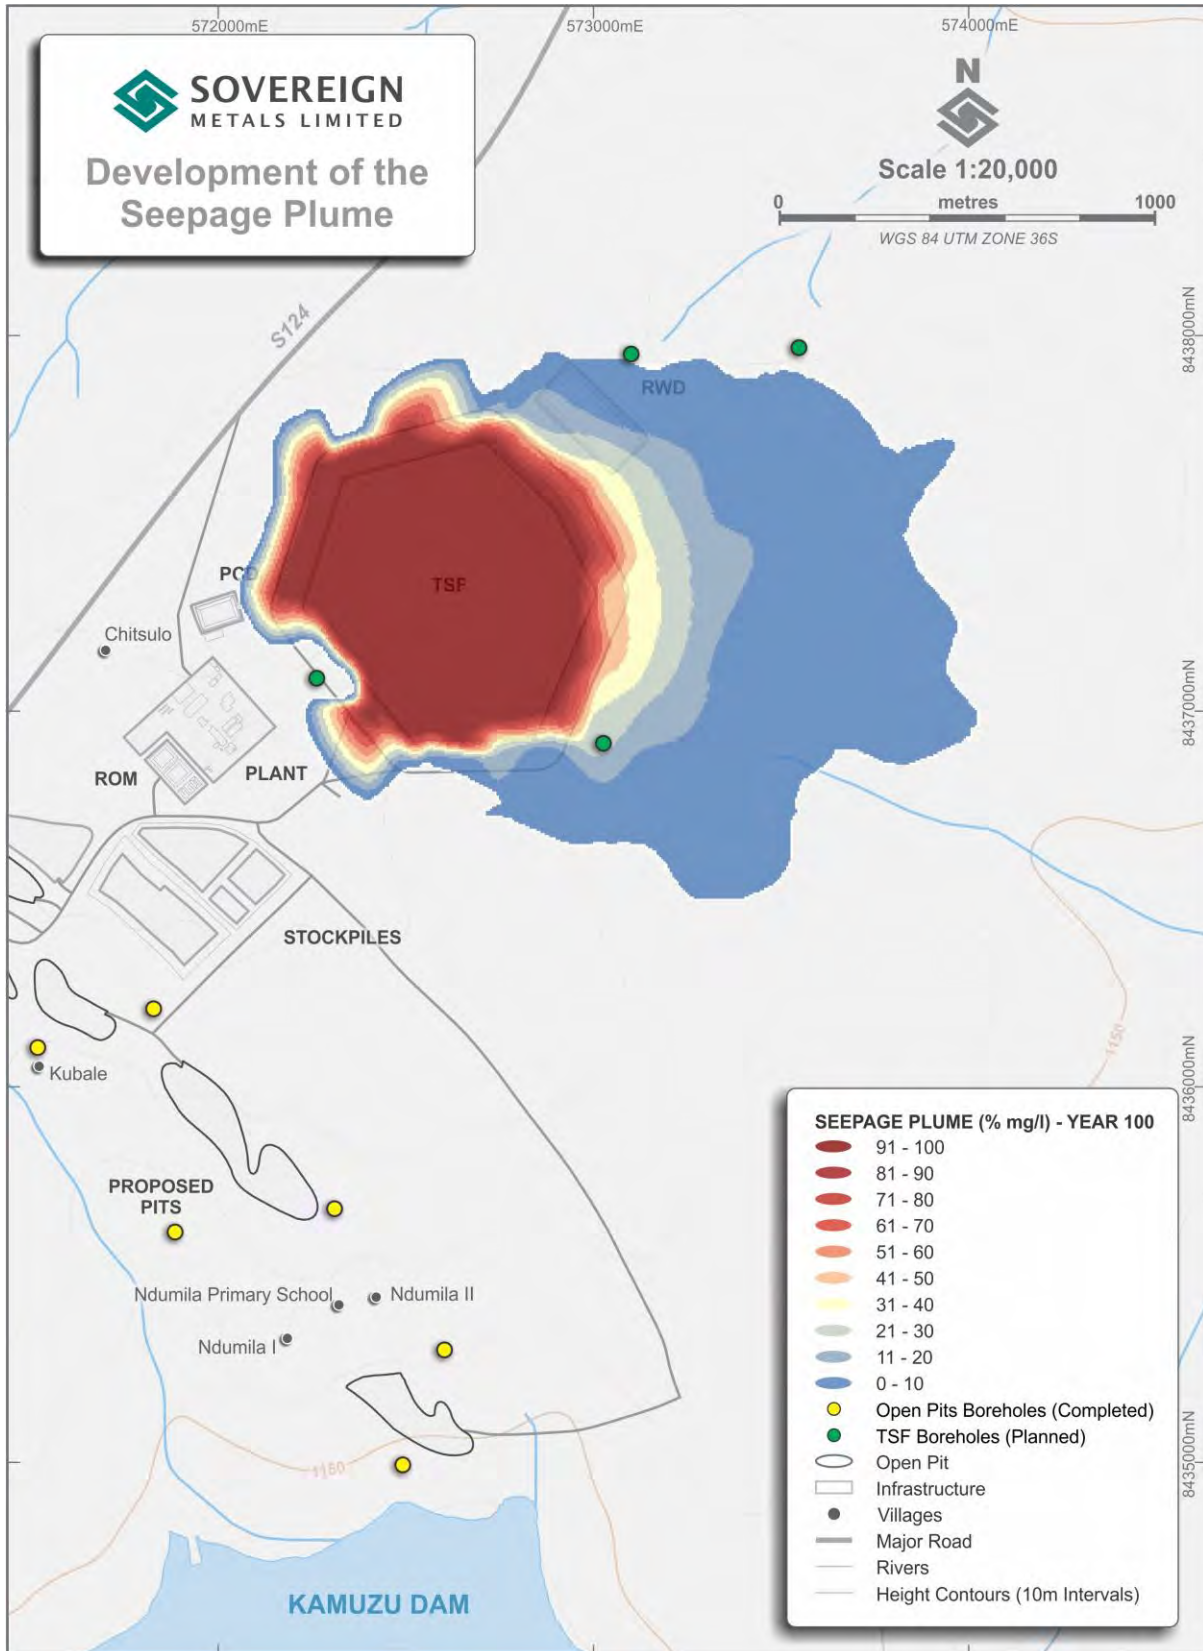 572000mE
573000mE
574000mE
SOVEREIGN
METALS LIMITED
Development of the
Seepage Plume
N
Scale 1:20,000
0 metres 1000
WGS 84 UTM ZONE 36S
S124
8438000mN
RWD
PCD
TSF
Chitsulo
8437000mN
ROM
PLANT
STOCKPILES
1150
Kubale
8436000mN
PROPOSED
PITS
Ndumila Primary School
Ndumila II
Ndumila I
1150
8435000mN
KAMUZU DAM
SEEPAGE PLUME (% mg/l) - YEAR 100
91 - 100
81 - 90
71 - 80
61 - 70
51 - 60
41 - 50
31 - 40
21 - 30
11 - 20
0 - 10
Open Pits Boreholes (Completed)
TSF Boreholes (Planned)
Open Pit
Infrastructure
Villages
Major Road
Rivers
Height Contours (10m Intervals)